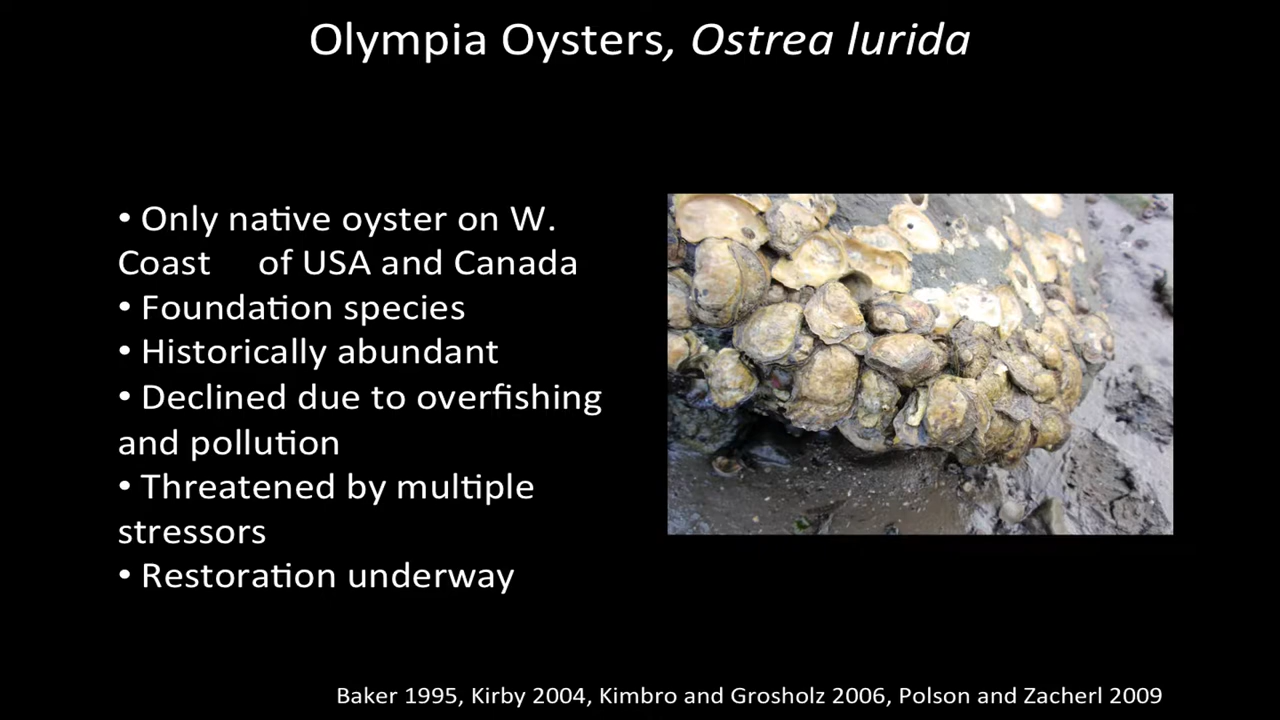 Olympia Oysters, Ostrea lurida
• Only native oyster on W.
Coast of USA and Canada
• Foundation species
• Historically abundant
• Declined due to overfishing
and pollution
• Threatened by multiple
stressors
• Restoration underway
Baker 1995, Kirby 2004, Kimbro and Grosholz 2006, Polson and Zacherl 2009